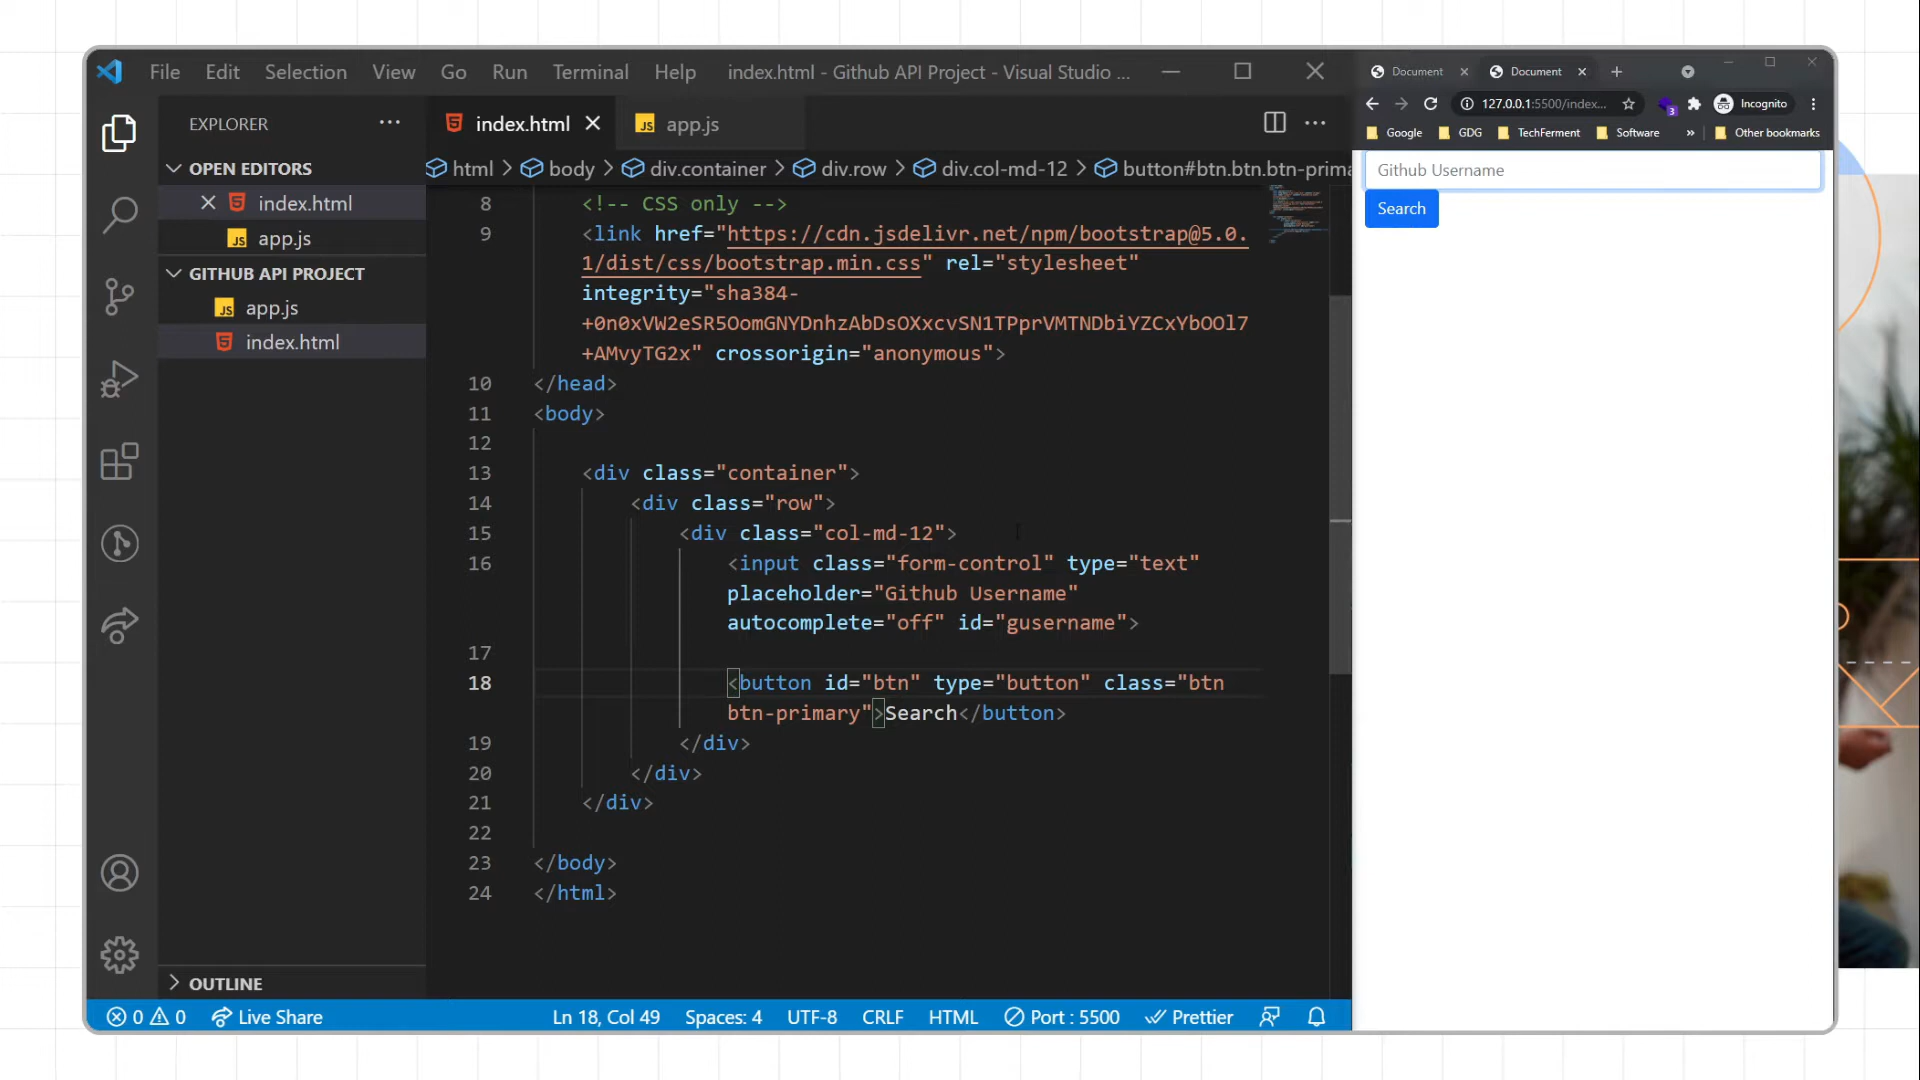 File Edit Selection View Go Run Terminal Help index.html - Github API Project - Visual Studio ...
EXPLORER
OPEN EDITORS
index.html
app.js
GITHUB API PROJECT
app.js
index.html
OUTLINE
index.html app.js
html > body > div.container > div.row > div.col-md-12 > button#btn.btn.btn-prima
8 <!-- CSS only -->
9 <link href="https://cdn.jsdelivr.net/npm/bootstrap@5.0.
1/dist/css/bootstrap.min.css" rel="stylesheet"
integrity="sha384-
+0n0xVW2eSR5OomGNYDnhzAbDsOXxcvSN1TPprVMTNDbiYZCxYbOOl7
+AMvyTG2x" crossorigin="anonymous">
10 </head>
11 <body>
12
13 <div class="container">
14 <div class="row">
15 <div class="col-md-12">
16 <input class="form-control" type="text"
placeholder="Github Username"
autocomplete="off" id="gusername">
17
18 <button id="btn" type="button" class="btn
btn-primary">Search</button>
19 </div>
20 </div>
21 </div>
22
23 </body>
24 </html>
0 0 Live Share Ln 18, Col 49 Spaces: 4 UTF-8 CRLF HTML Port : 5500 Prettier
Document Document
127.0.0.1:5500/index... 3 Incognito
Google GDG TechFerment Software » Other bookmarks
Github Username
Search